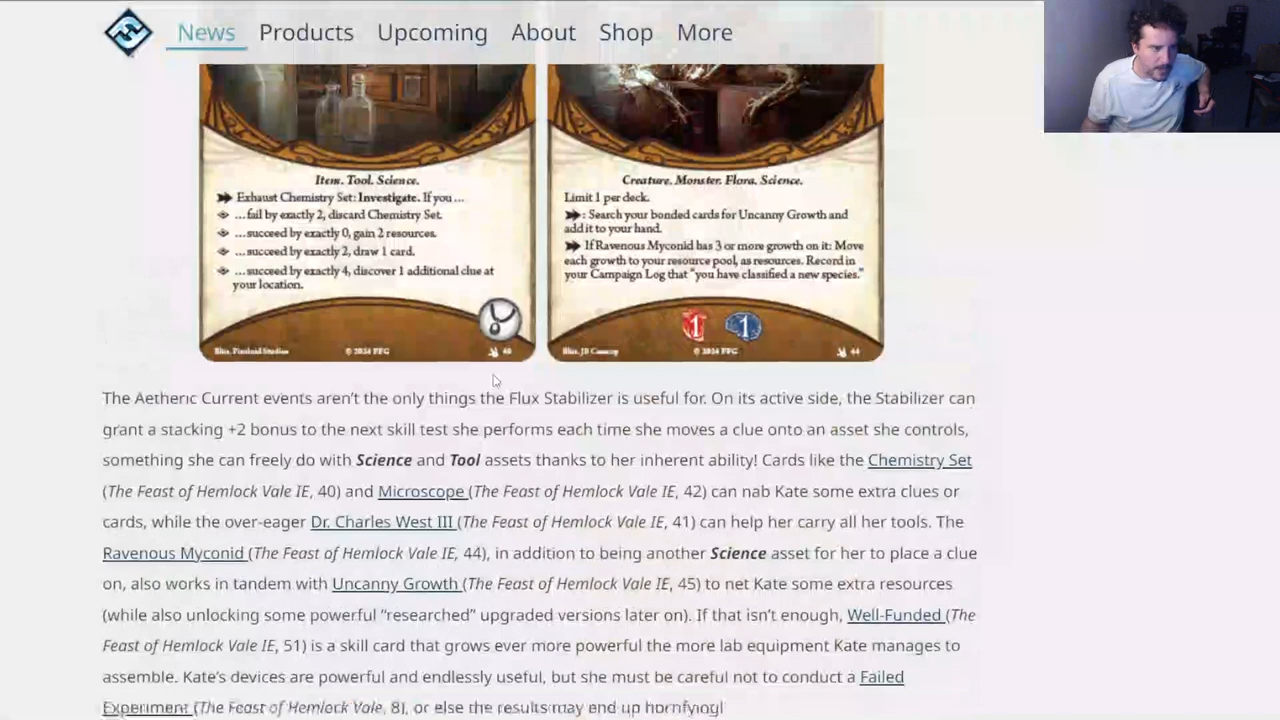 News Products Upcoming About Shop More
Item. Tool. Science.
Exhaust Chemistry Set: Investigate. If you ...
...fail by exactly 2, discard Chemistry Set.
...succeed by exactly 0, gain 2 resources.
...succeed by exactly 2, draw 1 card.
...succeed by exactly 4, discover 1 additional clue at
your location.
© 2024 FFG
40
Creature. Monster. Flora. Science.
Limit 1 per deck.
: Search your bonded cards for Uncanny Growth and
add it to your hand.
If Ravenous Myconid has 3 or more growth on it: Move
each growth to your resource pool, as resources. Record in
your Campaign Log that "you have classified a new species."
1 1
© 2024 FFG
44
The Aetheric Current events aren't the only things the Flux Stabilizer is useful for. On its active side, the Stabilizer can
grant a stacking +2 bonus to the next skill test she performs each time she moves a clue onto an asset she controls,
something she can freely do with Science and Tool assets thanks to her inherent ability! Cards like the Chemistry Set
(The Feast of Hemlock Vale IE, 40) and Microscope (The Feast of Hemlock Vale IE, 42) can nab Kate some extra clues or
cards, while the over-eager Dr. Charles West III (The Feast of Hemlock Vale IE, 41) can help her carry all her tools. The
Ravenous Myconid (The Feast of Hemlock Vale IE, 44), in addition to being another Science asset for her to place a clue
on, also works in tandem with Uncanny Growth (The Feast of Hemlock Vale IE, 45) to net Kate some extra resources
(while also unlocking some powerful “researched” upgraded versions later on). If that isn't enough, Well-Funded (The
Feast of Hemlock Vale IE, 51) is a skill card that grows ever more powerful the more lab equipment Kate manages to
assemble. Kate's devices are powerful and endlessly useful, but she must be careful not to conduct a Failed
Experiment (The Feast of Hemlock Vale, 8), or else the results may end up horrifying!